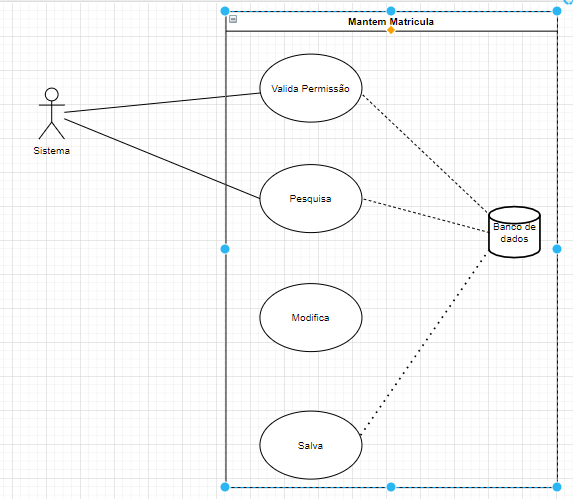 Mantem Matricula
Valida Permissão
Sistema
Pesquisa
Banco de
dados
Modifica
Salva